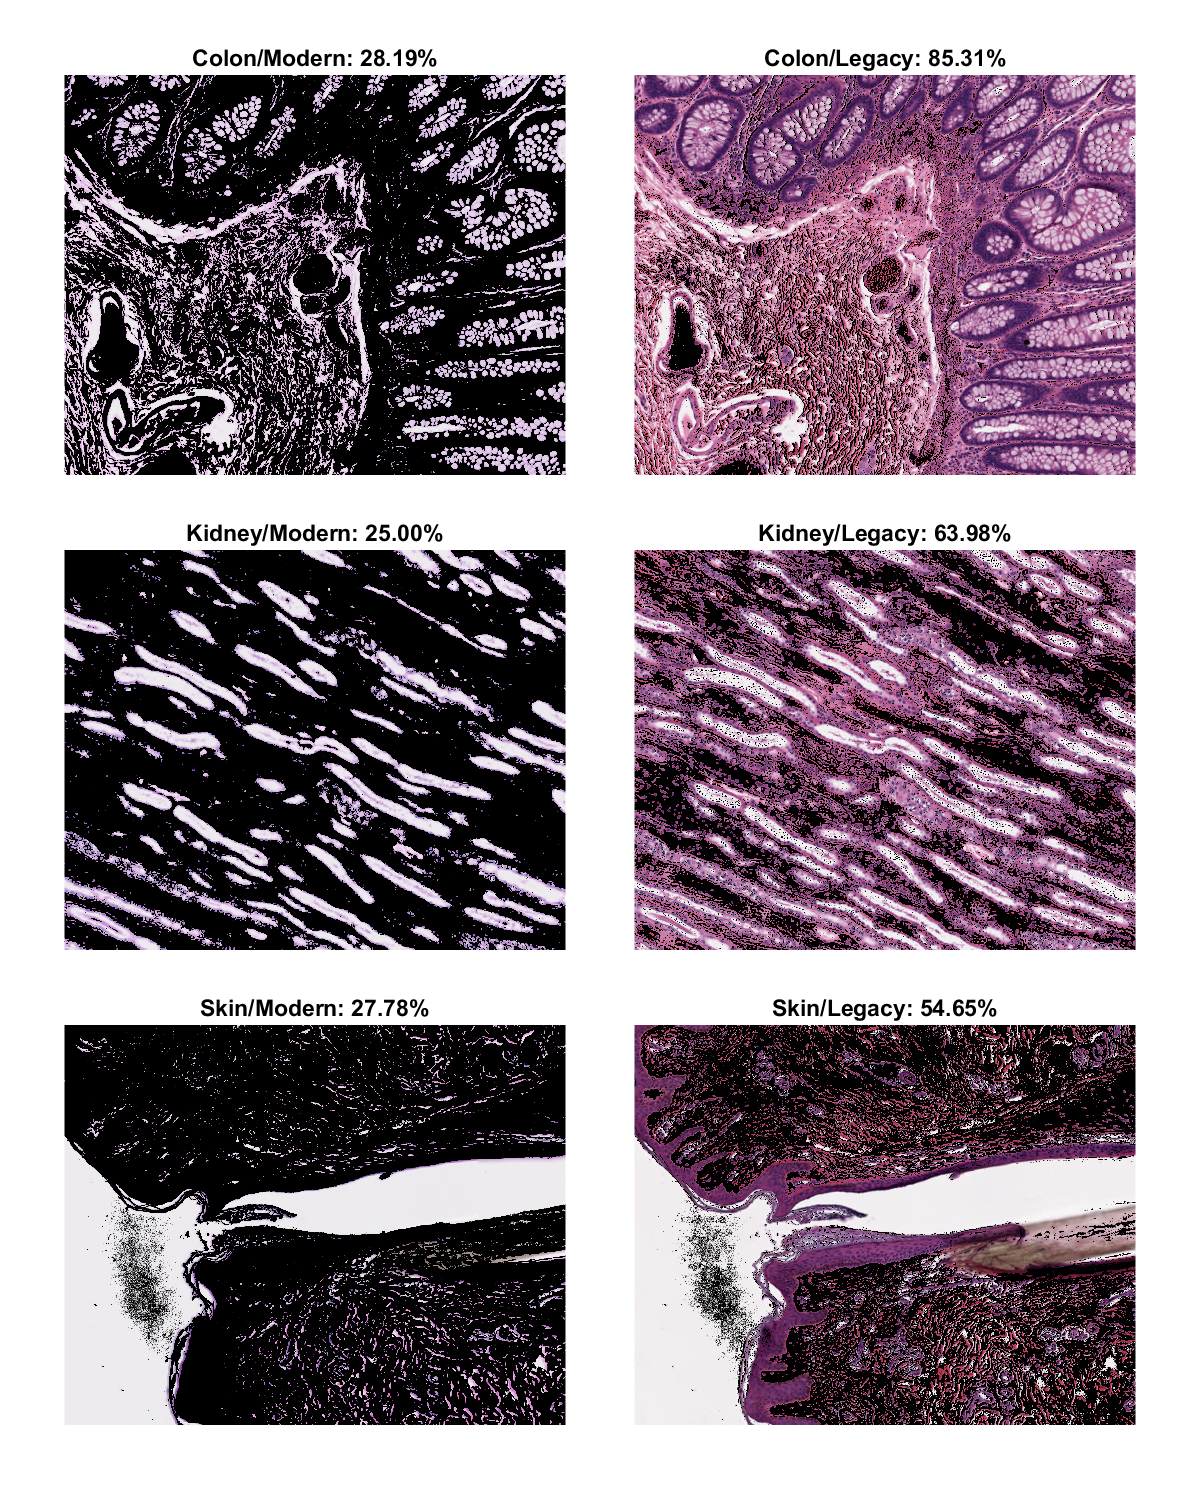 Colon/Modern: 28.19%
Colon/Legacy: 85.31%
Kidney/Modern: 25.00%
Kidney/Legacy: 63.98%
Skin/Modern: 27.78%
Skin/Legacy: 54.65%